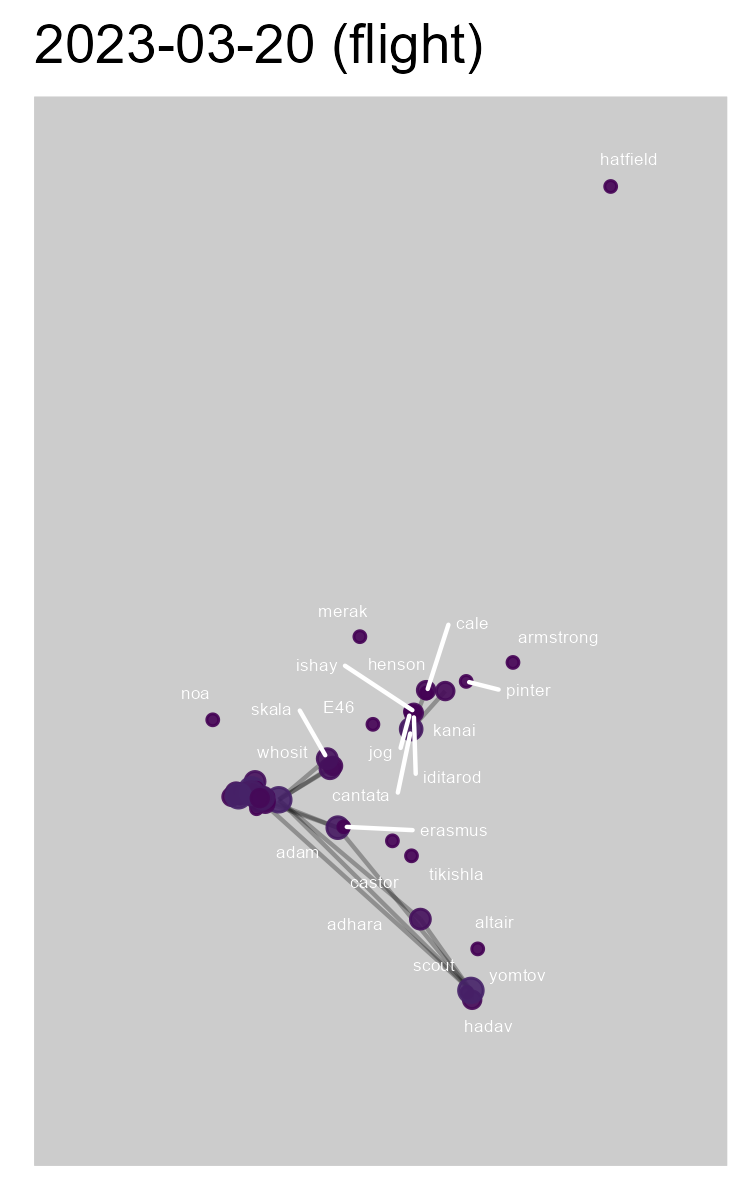 2023-03-20 (flight)
hatfield
merak
cale
armstrong
ishay
henson
pinter
noa
skala
E46
kanai
whosit
jog
iditarod
cantata
erasmus
adam
tikishla
castor
adhara
altair
scout
yomtov
hadav